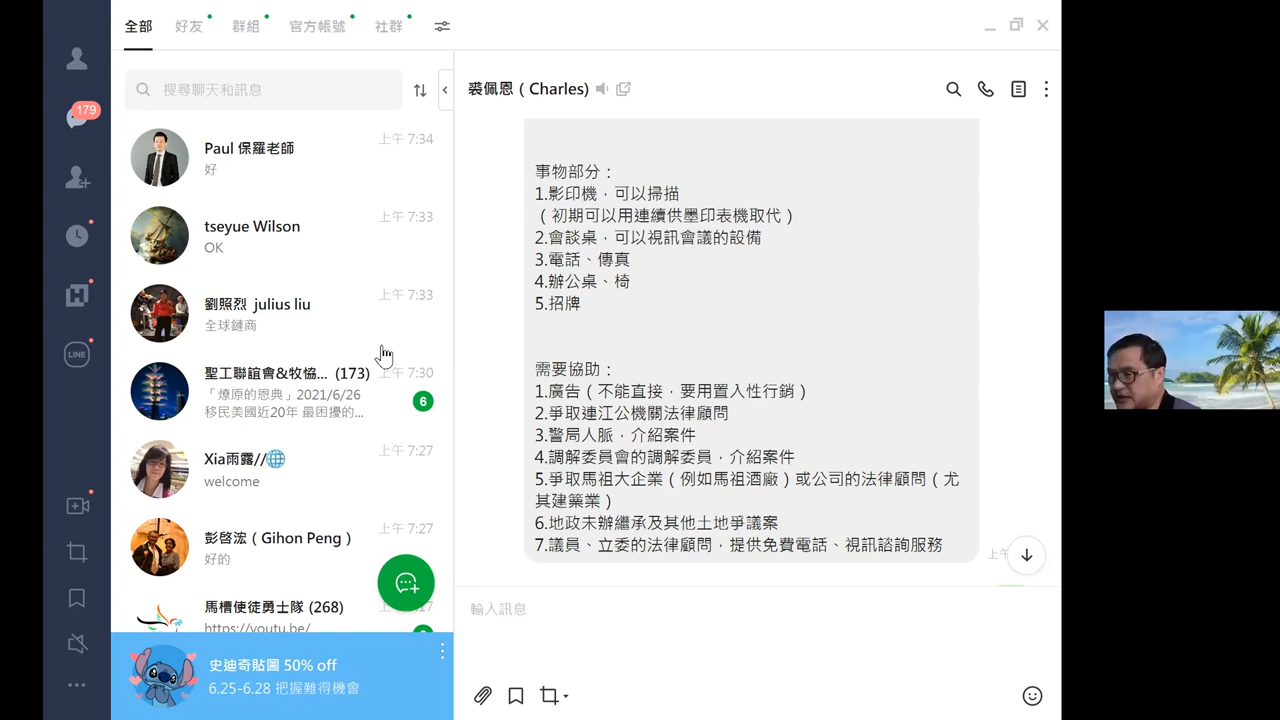 全部 好友 群組 官方帳號 社群
179
搜尋聊天和訊息
Paul 保羅老師 上午 7:34
好
tseyue Wilson 上午 7:33
OK
劉照烈 julius liu 上午 7:33
全球鏈商
聖工聯誼會&牧傗... (173) 上午 7:30
「燎原的恩典」2021/6/26
移民美國近20年 最困擾的... 6
Xia雨露// 上午 7:27
welcome
彭啓浤 ( Gihon Peng ) 上午 7:27
好的
馬槽使徒勇士隊 (268)
https://youtu.be/
史迪奇貼圖 50% off
6.25-6.28 把握難得機會
LINE
裘佩恩 ( Charles)
事物部分：
1.影印機，可以掃描
（初期可以用連續供墨印表機取代）
2.會談桌，可以視訊會議的設備
3.電話、傳真
4.辦公桌、椅
5.招牌
需要協助：
1.廣告（不能直接，要用置入性行銷）
2.爭取連江公機關法律顧問
3.警局人脈，介紹案件
4.調解委員會的調解委員，介紹案件
5.爭取馬祖大企業（例如馬祖酒廠）或公司的法律顧問（尤
其建築業）
6.地政未辦繼承及其他土地爭議案
7.議員、立委的法律顧問，提供免費電話、視訊諮詢服務
輸入訊息